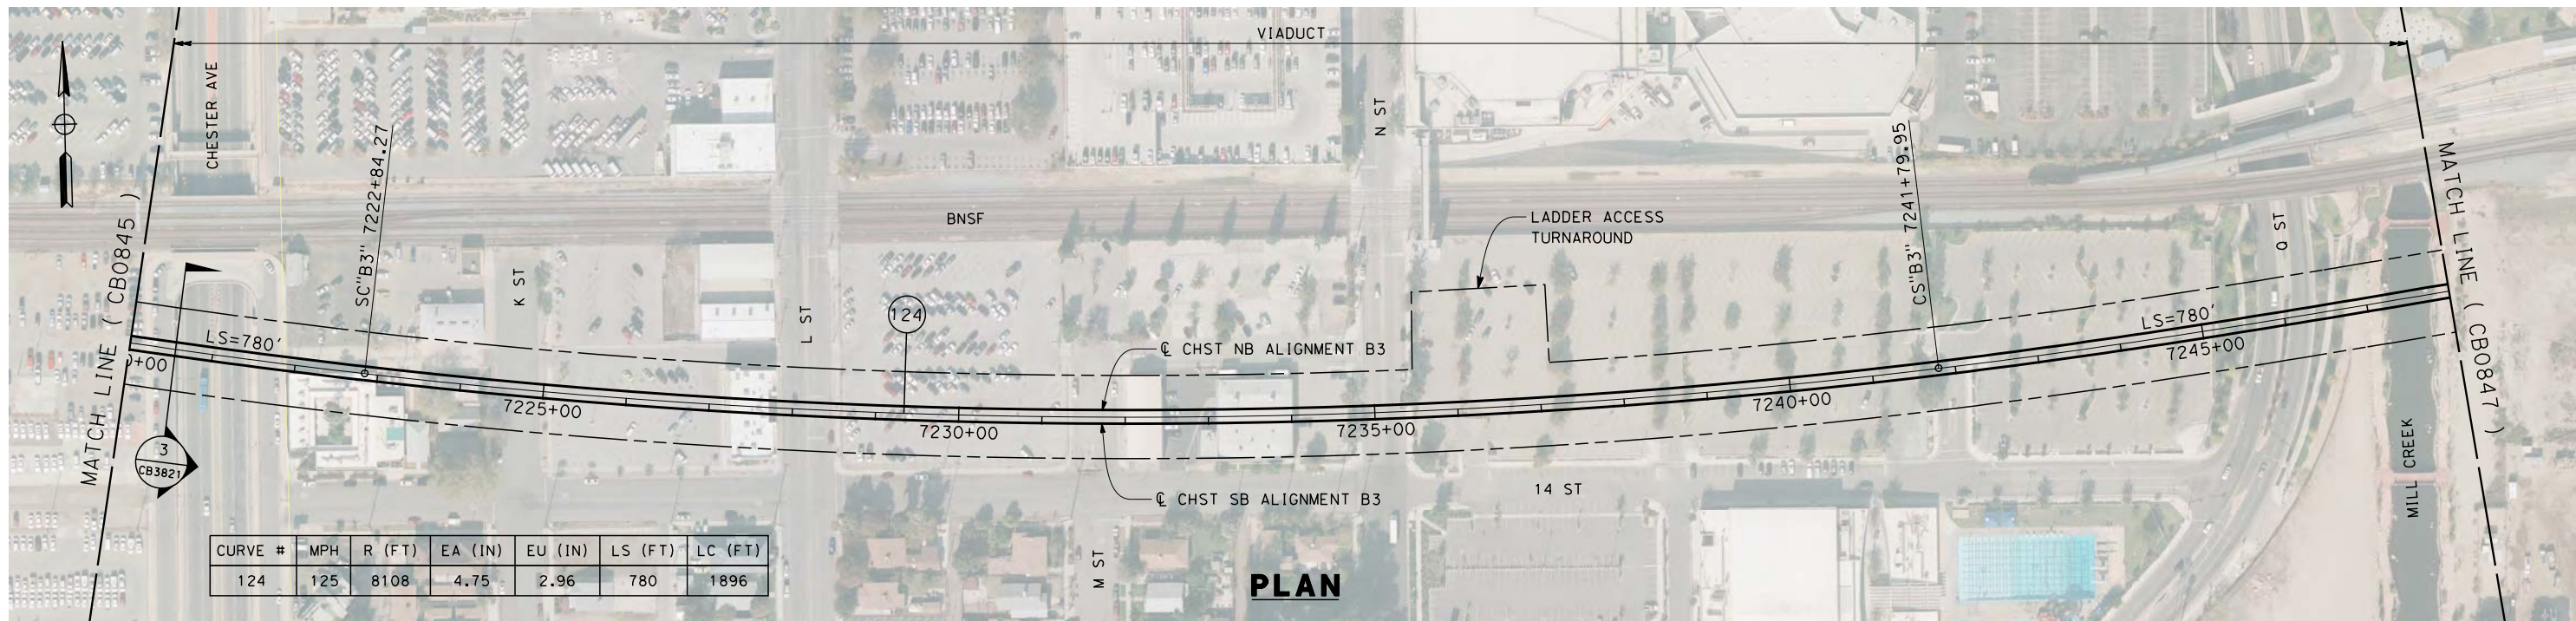 VIADUCT
CHESTER AVE
MATCH LINE ( CB0845 )
SC"B3" 7222+84.27
K ST
L ST
BNSF
N ST
LADDER ACCESS
TURNAROUND
CS"B3" 7241+79.95
Q ST
MATCH LINE ( CB0847 )
LS=780'
124
℄ CHST NB ALIGNMENT B3
LS=780'
0+00
7225+00
7230+00
7235+00
7240+00
7245+00
3
CB3821
℄ CHST SB ALIGNMENT B3
14 ST
MILL CREEK
M ST
CURVE # MPH R (FT) EA (IN) EU (IN) LS (FT) LC (FT)
124 125 8108 4.75 2.96 780 1896
PLAN